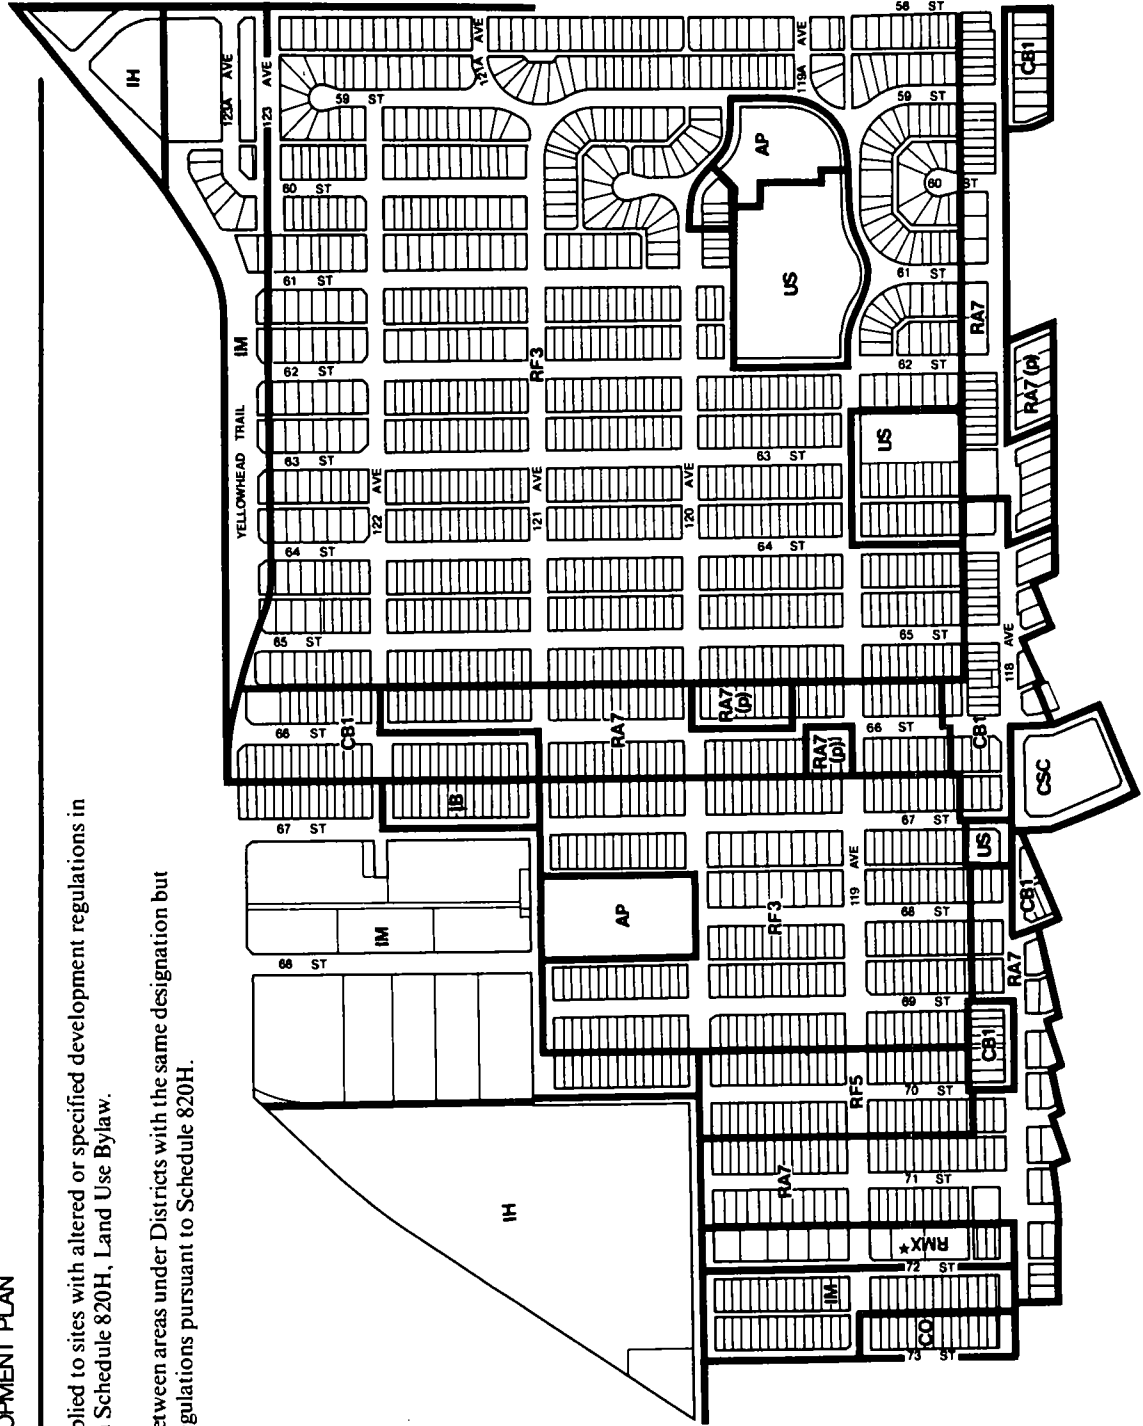 OPMENT PLAN
plied to sites with altered or specified development regulations in
Schedule 820H, Land Use Bylaw.
etween areas under Districts with the same designation but
gulations pursuant to Schedule 820H.
IH
IH
73 ST
72 ST
71 ST
70 ST
69 ST
68 ST
67 ST
66 ST
65 ST
64 ST
63 ST
62 ST
61 ST
60 ST
59 ST
58 ST
CO
IM
RMX★
RA7
RF5
CB1
RA7
RF3
119 AVE
CB1
US
AP
IM
68 ST
67 ST
IB
CSC
CB1
RA7 (p)
RA7 (p)
RA7
CB1
66 ST
118 AVE
65 ST
64 ST
64 ST
63 ST
63 ST
120 AVE
121 AVE
122 AVE
US
RA7 (p)
RA7
RF3
62 ST
61 ST
60 ST
59 ST
US
AP
YELLOWHEAD TRAIL
IM
119A AVE
121A AVE
123 AVE
123A AVE
CB1